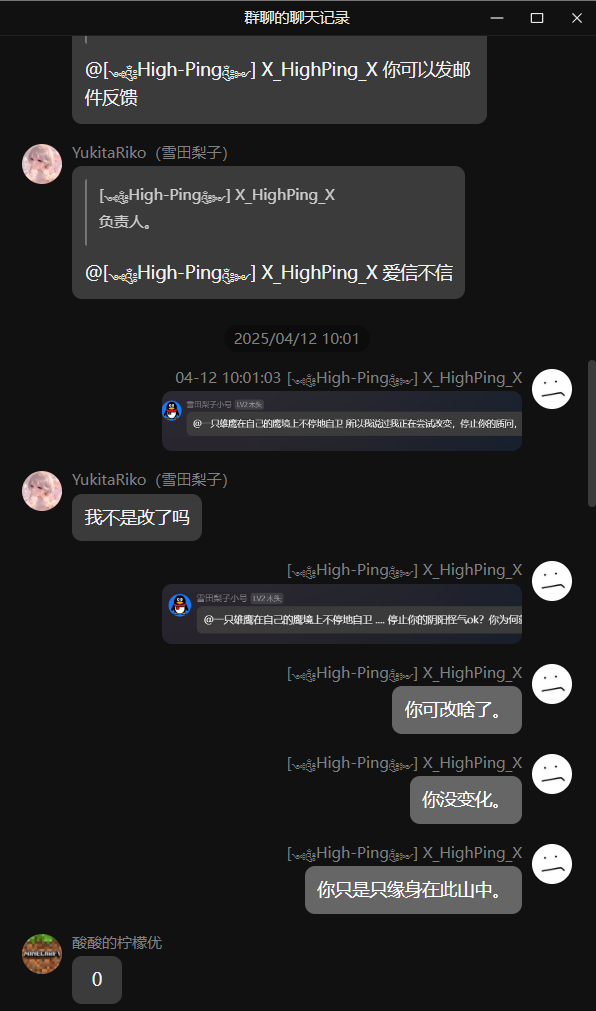 群聊的聊天记录
@[࿐ཉི།High-Pingཉི།࿐] X_HighPing_X 你可以发邮
件反馈
YukitaRiko（雪田梨子）
[࿐ཉི།High-Pingཉི།࿐] X_HighPing_X
负责人。
@[࿐ཉི།High-Pingཉི།࿐] X_HighPing_X 爱信不信
2025/04/12 10:01
04-12 10:01:03 [࿐ཉི།High-Pingཉི།࿐] X_HighPing_X
雪田梨子小号 LV2 木头
@一只雄鹰在自己的鹰境上不停地自卫 所以我说过我正在尝试改变，停止你的质问，
YukitaRiko（雪田梨子）
我不是改了吗
[࿐ཉི།High-Pingཉི།࿐] X_HighPing_X
雪田梨子小号 LV2 木头
@一只雄鹰在自己的鹰境上不停地自卫 .... 停止你的阴阳怪气ok？你为何
[࿐ཉི།High-Pingཉི།࿐] X_HighPing_X
你可改啥了。
[࿐ཉི།High-Pingཉི།࿐] X_HighPing_X
你没变化。
[࿐ཉི།High-Pingཉི།࿐] X_HighPing_X
你只是只缘身在此山中。
酸酸的柠檬优
MINECRAFT
0